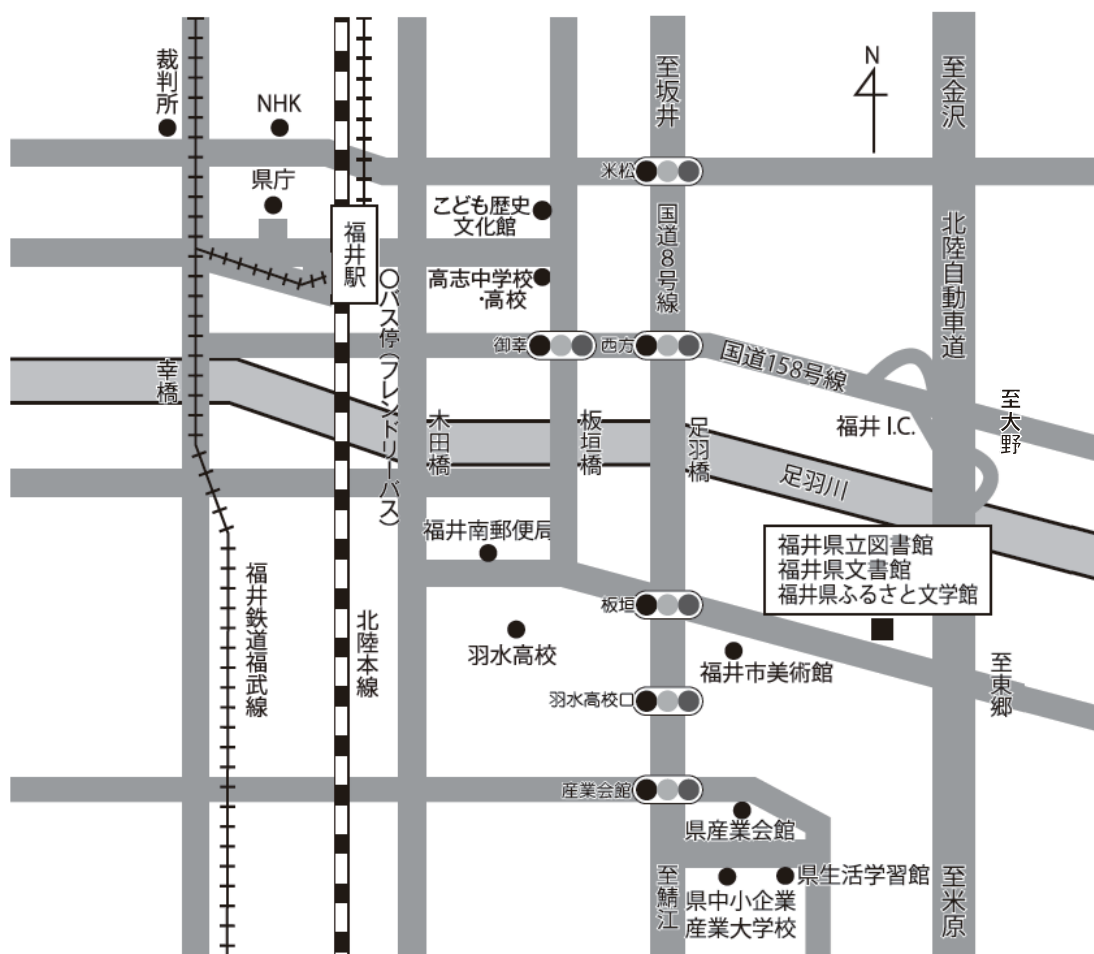 裁判所
NHK
県庁
福井駅
至坂井
N
至金沢
米松
こども歴史
文化館
国道8号線
北陸自動車道
高志中学校
・高校
バス停(フレンドリーバス)
御幸
西方
国道158号線
幸橋
木田橋
板垣橋
足羽橋
福井 I.C.
至大野
足羽川
福井南郵便局
福井県立図書館
福井県文書館
福井県ふるさと文学館
福井鉄道福武線
北陸本線
板垣
羽水高校
福井市美術館
至東郷
羽水高校口
産業会館
県産業会館
至鯖江
県中小企業
産業大学校
県生活学習館
至米原